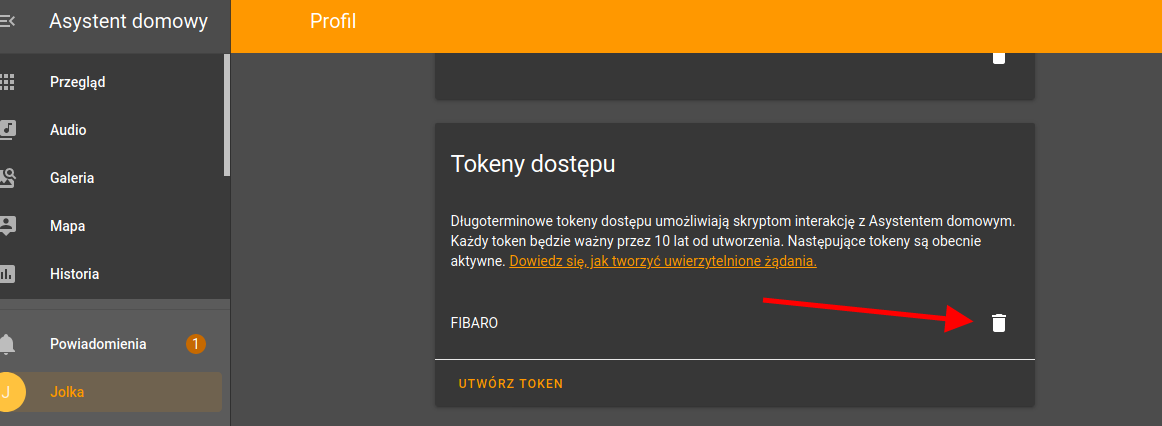 Asystent domowy
Profil
Przegląd
Audio
Galeria
Mapa
Historia
Powiadomienia 1
J Jolka
Tokeny dostępu
Długoterminowe tokeny dostępu umożliwiają skryptom interakcję z Asystentem domowym.
Każdy token będzie ważny przez 10 lat od utworzenia. Następujące tokeny są obecnie
aktywne. Dowiedz się, jak tworzyć uwierzytelnione żądania.
FIBARO
UTWÓRZ TOKEN